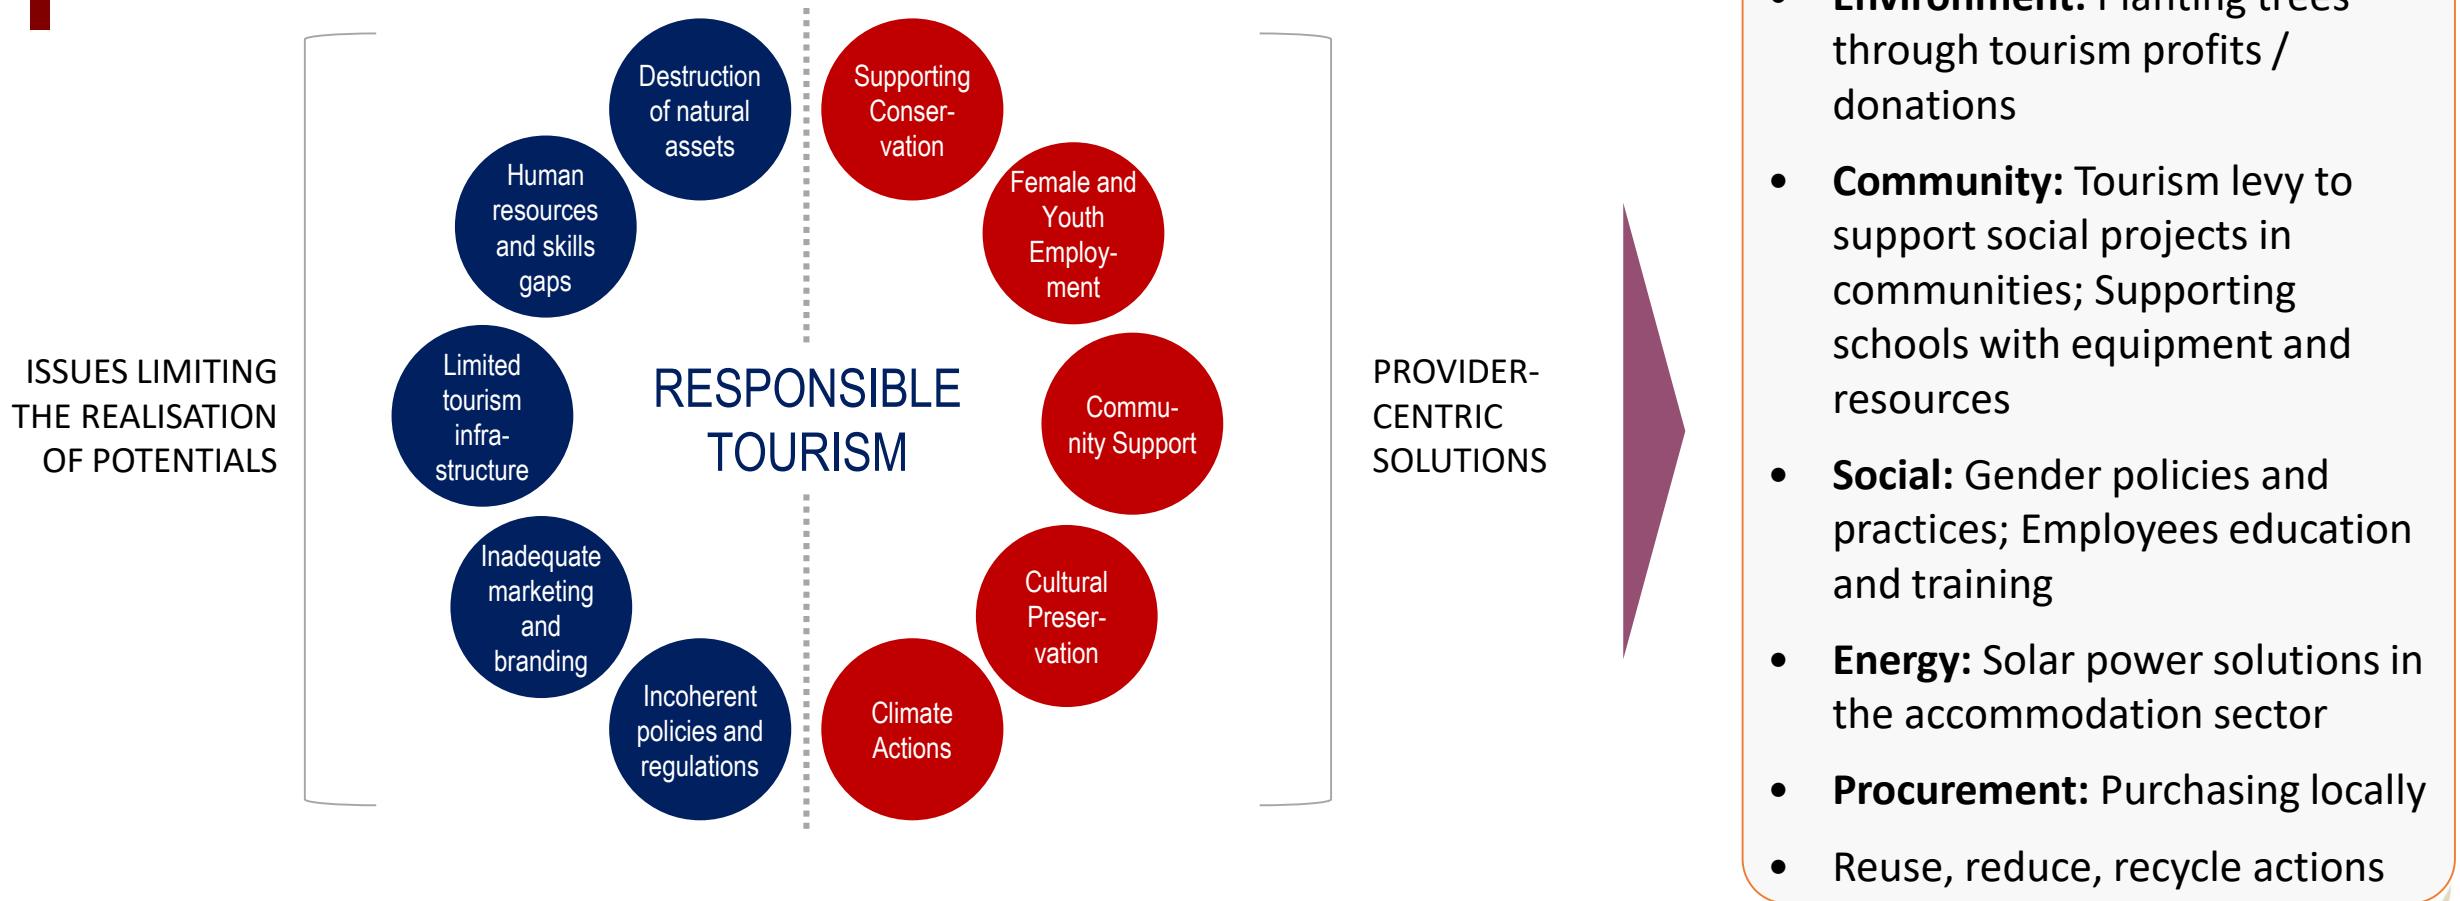 ISSUES LIMITING
THE REALISATION
OF POTENTIALS
Destruction
of natural
assets
Human
resources
and skills
gaps
Limited
tourism
infra-
structure
Inadequate
marketing
and
branding
Incoherent
policies and
regulations
RESPONSIBLE
TOURISM
Supporting
Conser-
vation
Female and
Youth
Employ-
ment
Commu-
nity Support
Cultural
Preser-
vation
Climate
Actions
PROVIDER-
CENTRIC
SOLUTIONS
• Environment: Planting trees
through tourism profits /
donations
• Community: Tourism levy to
support social projects in
communities; Supporting
schools with equipment and
resources
• Social: Gender policies and
practices; Employees education
and training
• Energy: Solar power solutions in
the accommodation sector
• Procurement: Purchasing locally
• Reuse, reduce, recycle actions